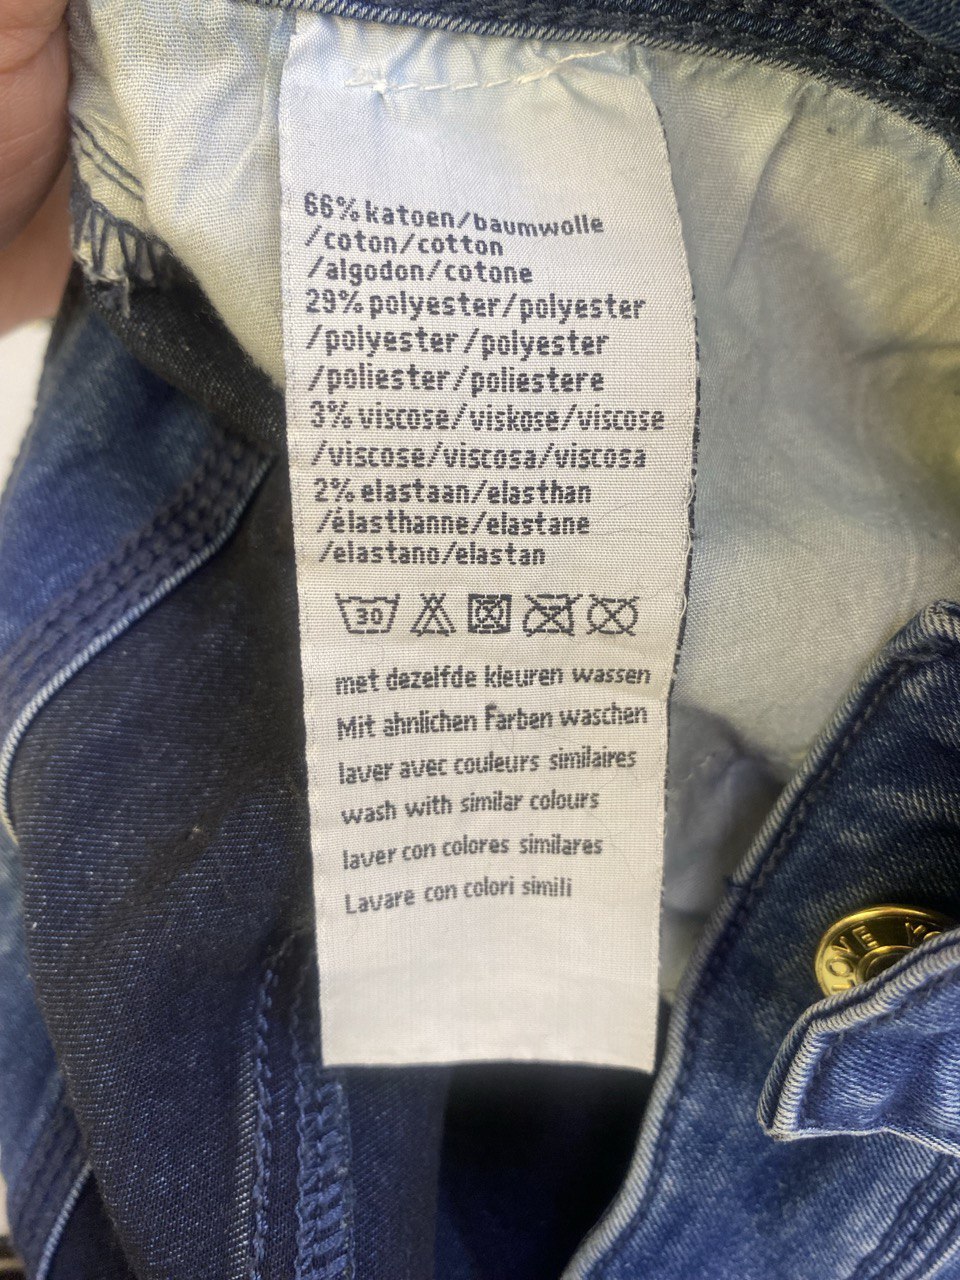 66% katoen/baumwolle
/coton/cotton
/algodon/cotone
29% polyester/polyester
/polyester/polyester
/poliester/poliestere
3% viscose/viskose/viscose
/viscose/viscosa/viscosa
2% elastaan/elasthan
/élasthanne/elastane
/elastano/elastan
30
met dezelfde kleuren wassen
Mit ahnlichen Farben waschen
laver avec couleurs similaires
wash with similar colours
laver con colores similares
Lavare con colori simili
LOVE